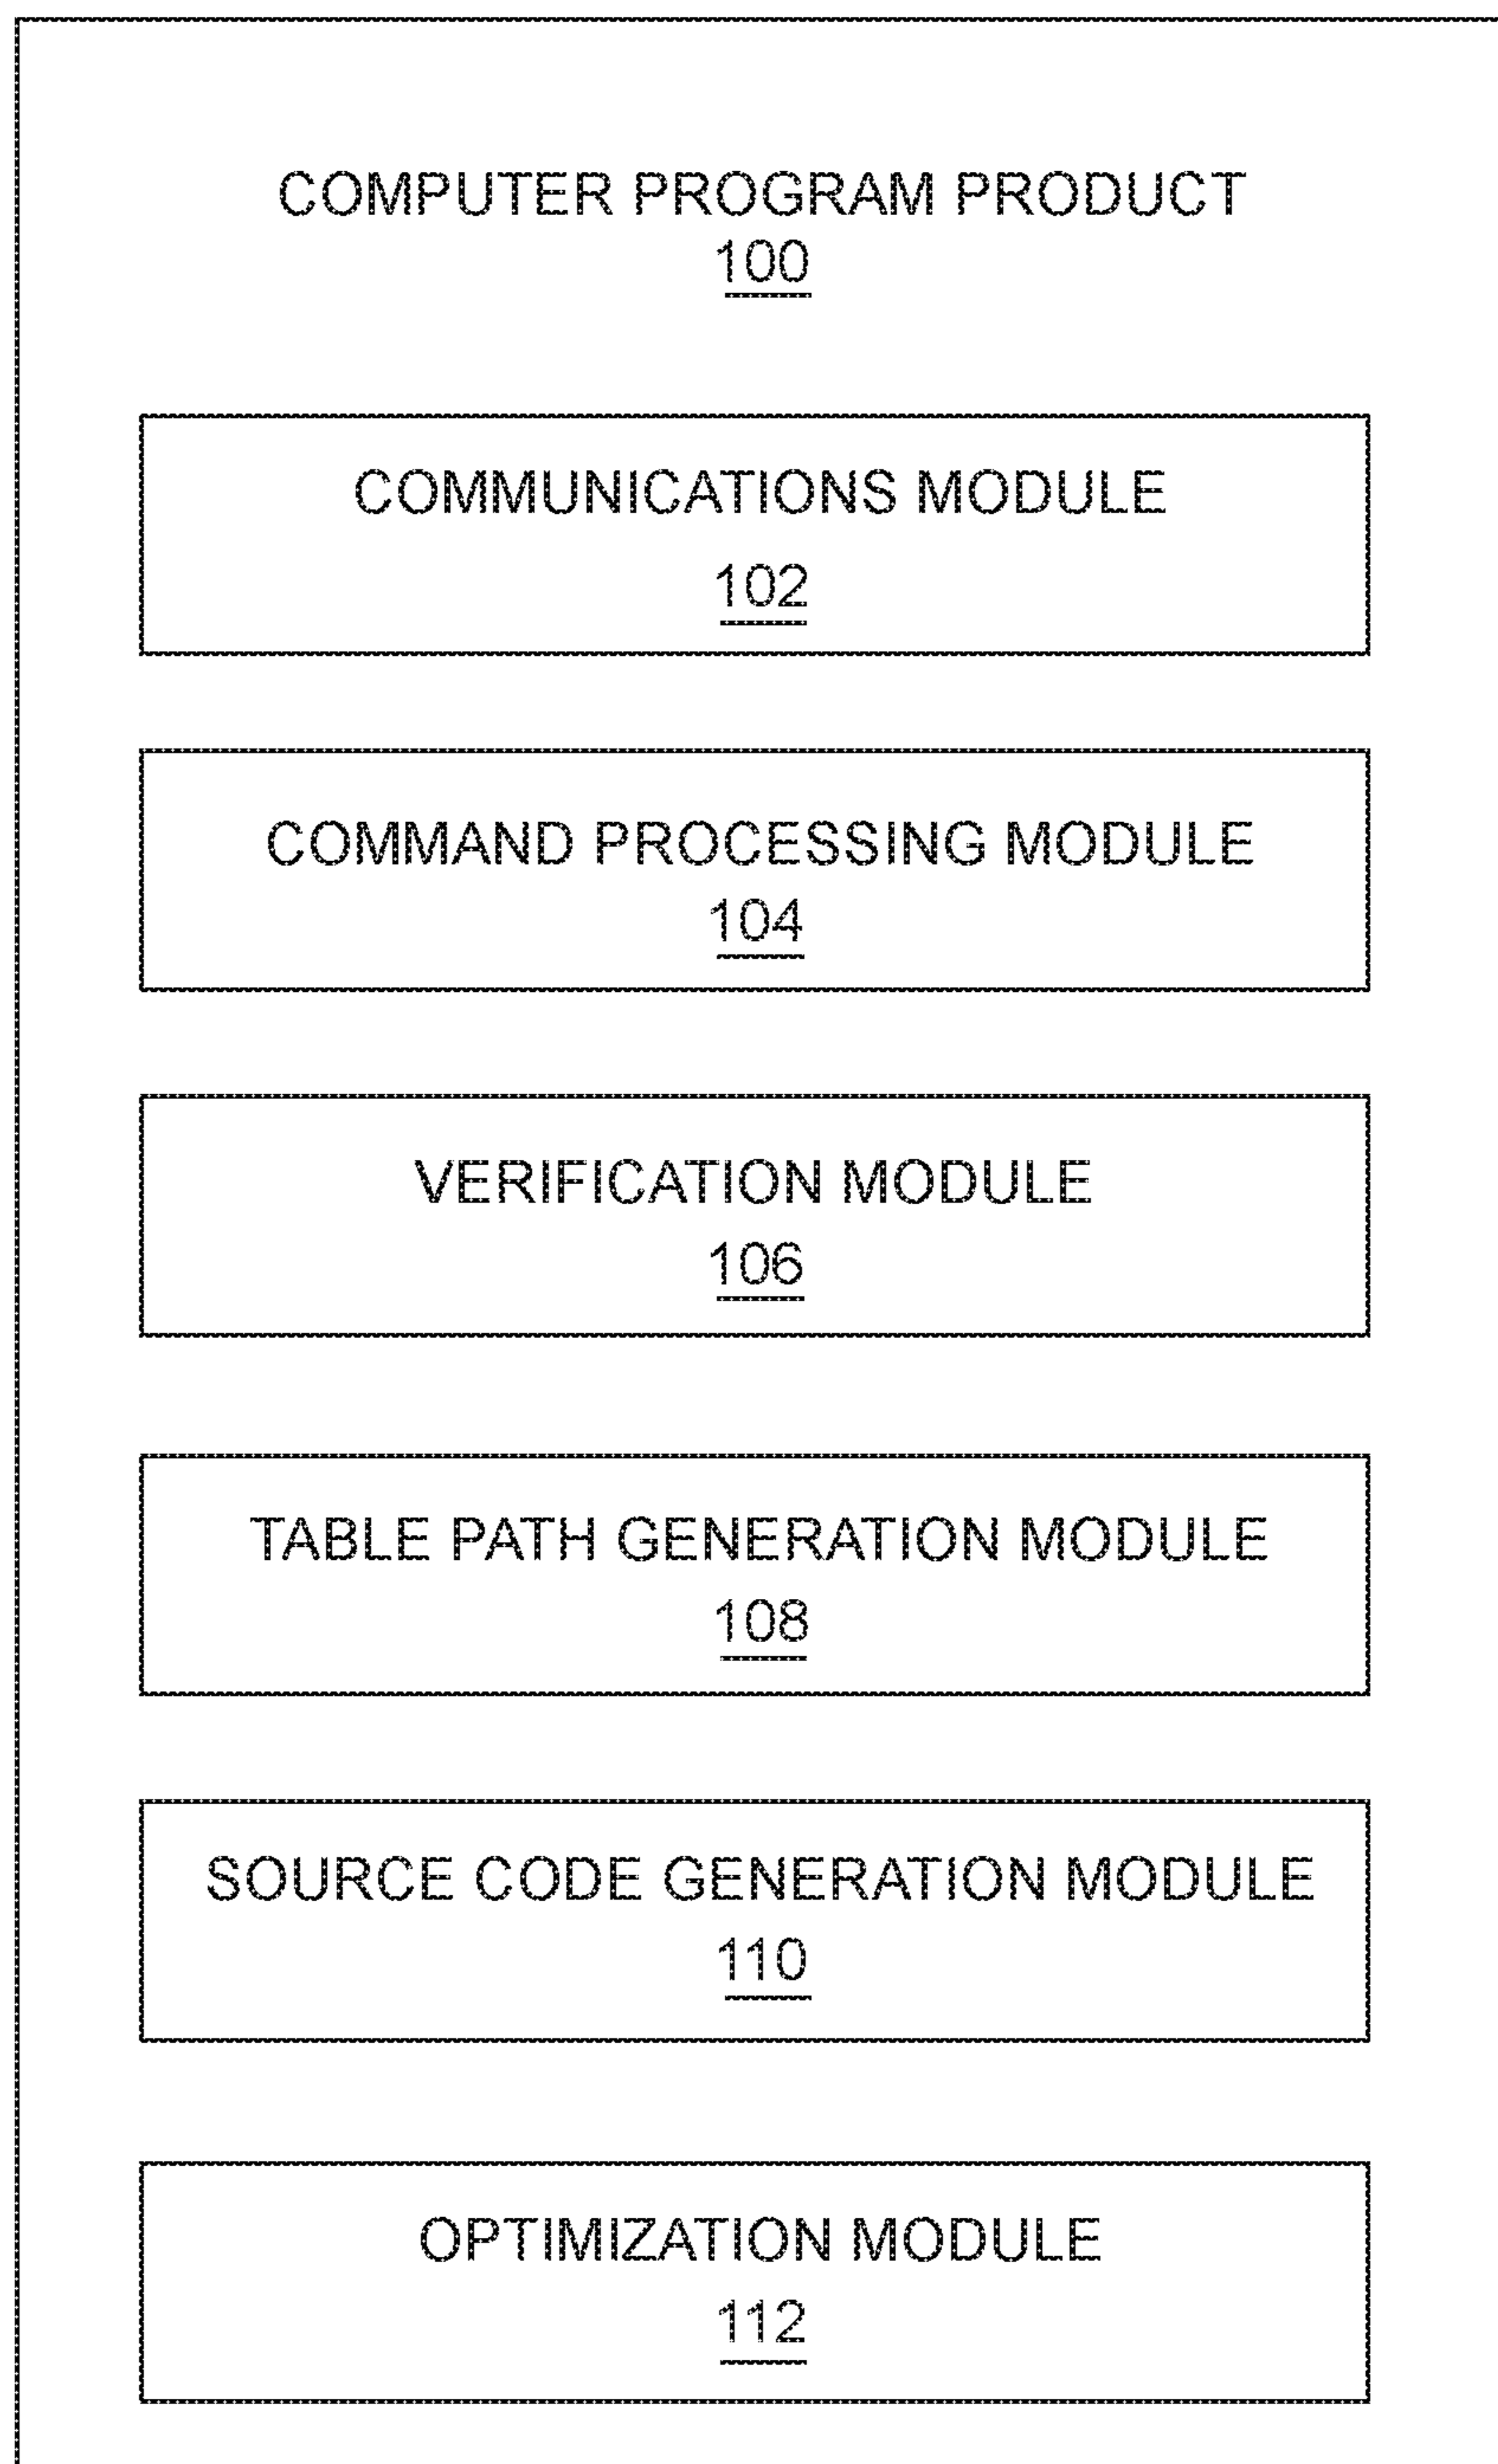 COMPUTER PROGRAM PRODUCT
100
COMMUNICATIONS MODULE
102
COMMAND PROCESSING MODULE
104
VERIFICATION MODULE
106
TABLE PATH GENERATION MODULE
108
SOURCE CODE GENERATION MODULE
110
OPTIMIZATION MODULE
112